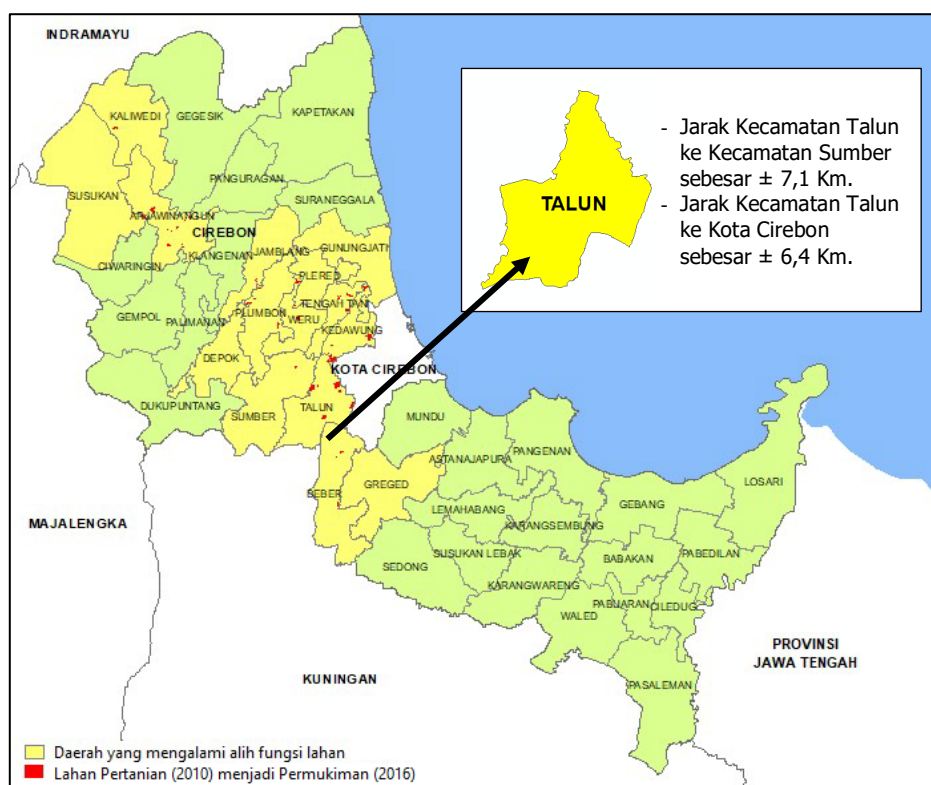 INDRAMAYU
KALIWEDI
GEGESIK
KAPETAKAN
PANGURAGAN
SUSUKAN
SURANEGGALA
ARJAWINANGUN
CIREBON
GUNUNGJATI
KLANGENAN
JAMBLANG
CIWARINGIN
PLERED
TENGAH TANI
GEMPOL
PALIMANAN
PLUMBON
WERU
KEDAWUNG
DEPOK
KOTA CIREBON
DUKUPUNTANG
SUMBER
TALUN
MUNDU
ASTANAJAPURA
PANGENAN
BEBER
GREGED
LOSARI
GEBANG
LEMAHABANG
KARANGSEMBUNG
MAJALENGKA
SUSUKAN LEBAK
BABAKAN
PABEDILAN
SEDONG
KARANGWARENG
PABUARAN
CILEDUG
WALED
PROVINSI
JAWA TENGAH
KUNINGAN
PASALEMAN
TALUN
- Jarak Kecamatan Talun
ke Kecamatan Sumber
sebesar ± 7,1 Km.
- Jarak Kecamatan Talun
ke Kota Cirebon
sebesar ± 6,4 Km.
Daerah yang mengalami alih fungsi lahan
Lahan Pertanian (2010) menjadi Permukiman (2016)